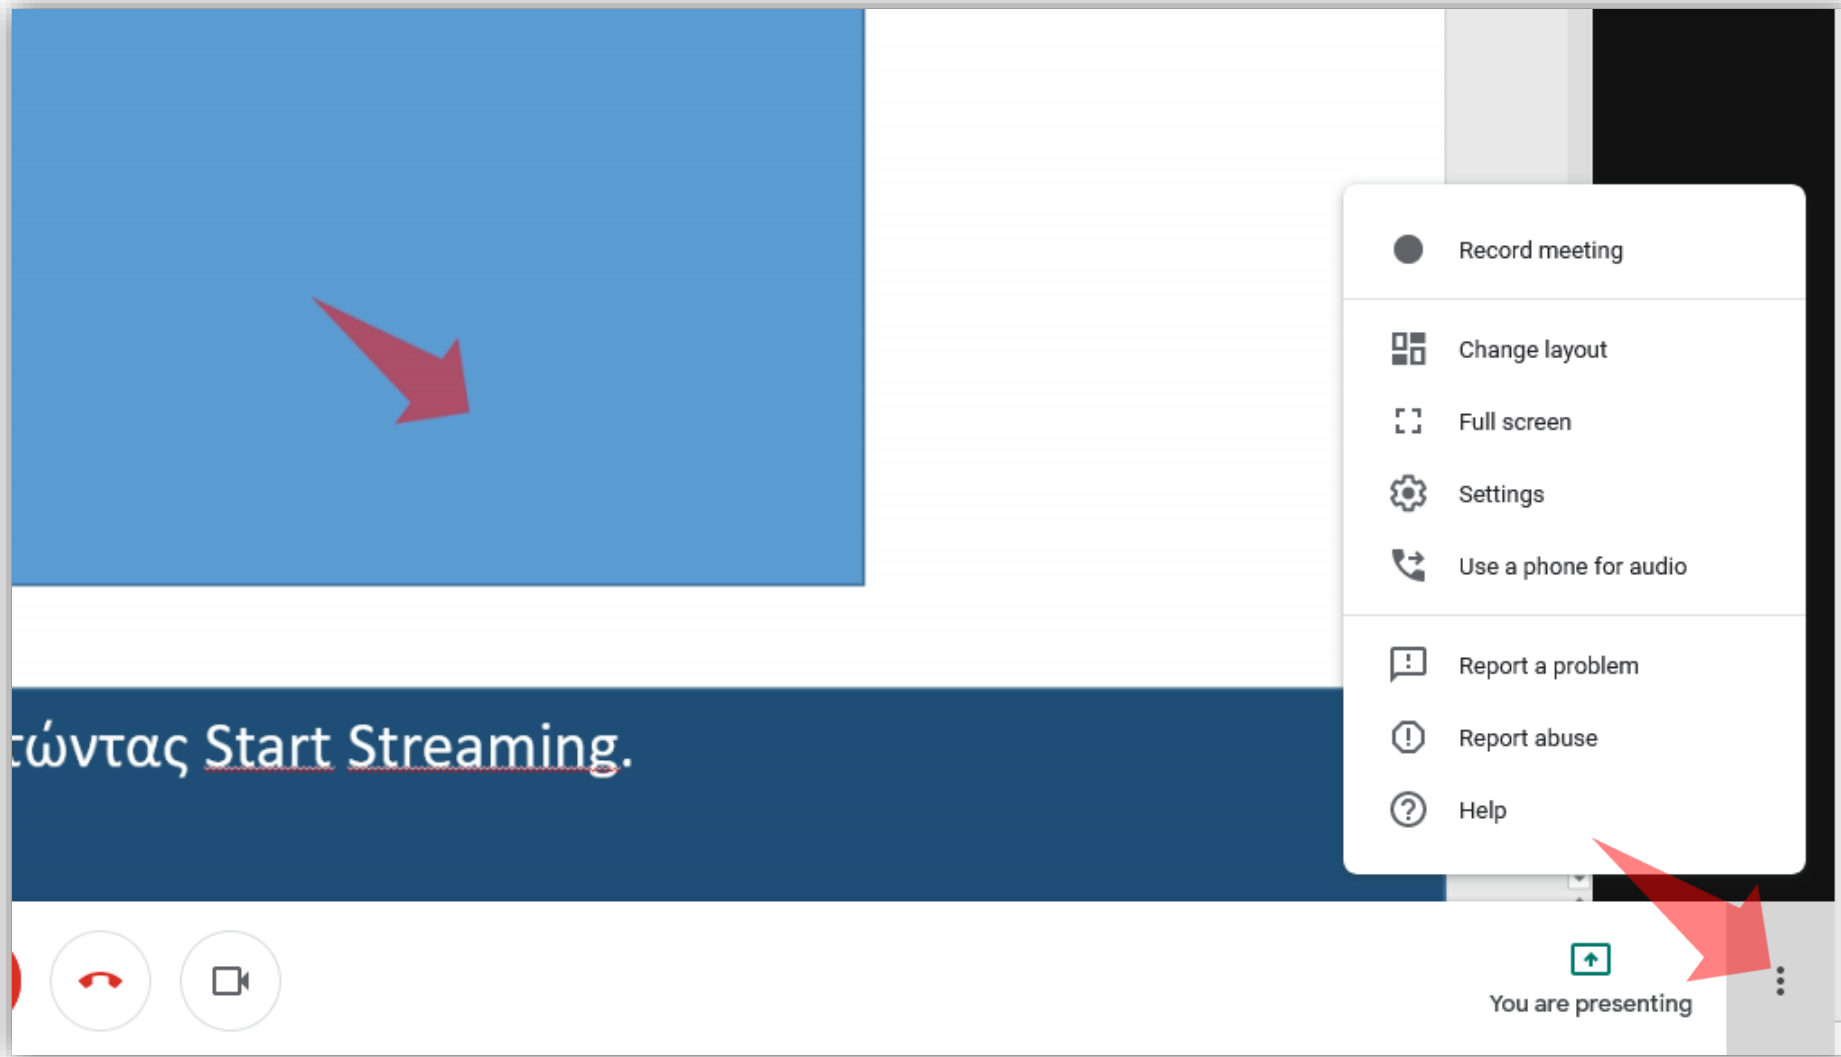 Record meeting
Change layout
Full screen
Settings
Use a phone for audio
Report a problem
Report abuse
Help
Start Streaming.
You are presenting